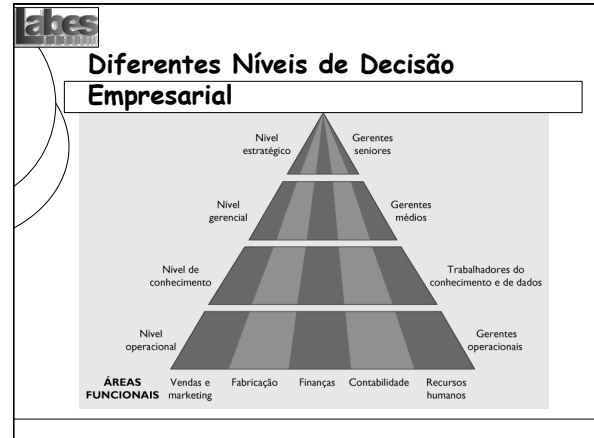 Labes
Diferentes Níveis de Decisão
Empresarial
Nível
estratégico
Gerentes
seniores
Nível
gerencial
Gerentes
médios
Nível de
conhecimento
Trabalhadores do
conhecimento e de dados
Nível
operacional
Gerentes
operacionais
ÁREAS
FUNCIONAIS
Vendas e
marketing
Fabricação
Finanças
Contabilidade
Recursos
humanos